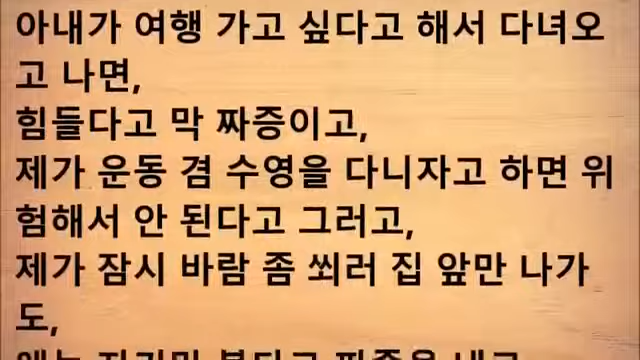 아내가 여행 가고 싶다고 해서 다녀오
고 나면,
힘들다고 막 짜증이고,
제가 운동 겸 수영을 다니자고 하면 위
험해서 안 된다고 그러고,
제가 잠시 바람 좀 쐬러 집 앞만 나가
도,